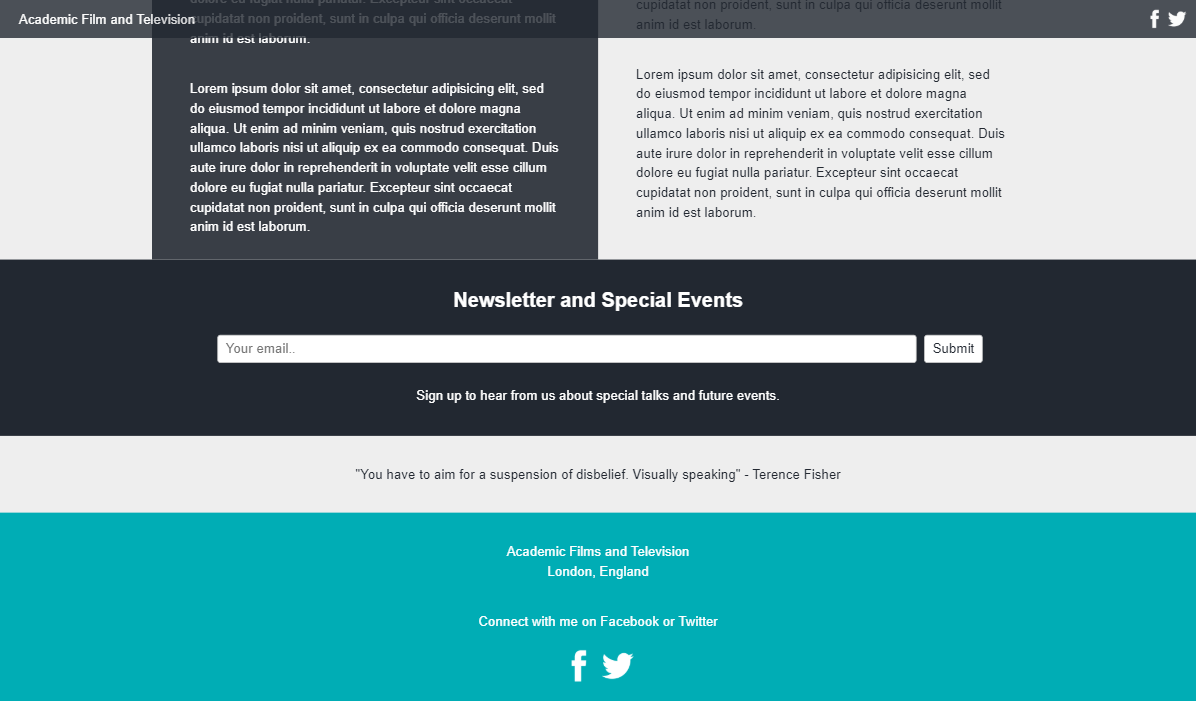 Academic Film and Television
dolore eu fugiat nulla pariatur. Excepteur sint occaecat
cupidatat non proident, sunt in culpa qui officia deserunt mollit
anim id est laborum.
Lorem ipsum dolor sit amet, consectetur adipisicing elit, sed
do eiusmod tempor incididunt ut labore et dolore magna
aliqua. Ut enim ad minim veniam, quis nostrud exercitation
ullamco laboris nisi ut aliquip ex ea commodo consequat. Duis
aute irure dolor in reprehenderit in voluptate velit esse cillum
dolore eu fugiat nulla pariatur. Excepteur sint occaecat
cupidatat non proident, sunt in culpa qui officia deserunt mollit
anim id est laborum.
cupidatat non proident, sunt in culpa qui officia deserunt mollit
anim id est laborum.
Lorem ipsum dolor sit amet, consectetur adipisicing elit, sed
do eiusmod tempor incididunt ut labore et dolore magna
aliqua. Ut enim ad minim veniam, quis nostrud exercitation
ullamco laboris nisi ut aliquip ex ea commodo consequat. Duis
aute irure dolor in reprehenderit in voluptate velit esse cillum
dolore eu fugiat nulla pariatur. Excepteur sint occaecat
cupidatat non proident, sunt in culpa qui officia deserunt mollit
anim id est laborum.
Newsletter and Special Events
Your email..
Submit
Sign up to hear from us about special talks and future events.
"You have to aim for a suspension of disbelief. Visually speaking" - Terence Fisher
Academic Films and Television
London, England
Connect with me on Facebook or Twitter